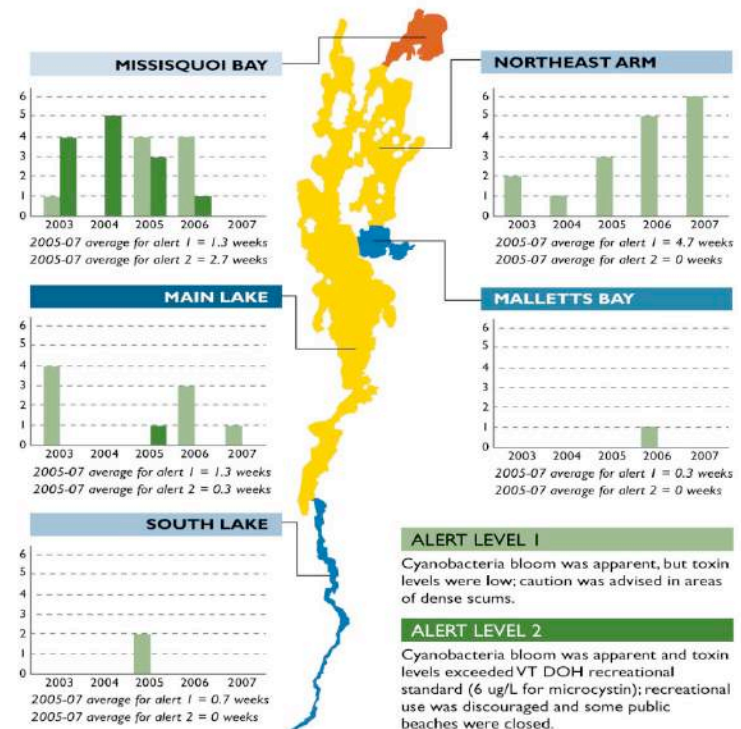 MISSISQUOI BAY
6
5
4
3
2
1
0
2003 2004 2005 2006 2007
2005-07 average for alert 1 = 1.3 weeks
2005-07 average for alert 2 = 2.7 weeks
NORTHEAST ARM
6
5
4
3
2
1
0
2003 2004 2005 2006 2007
2005-07 average for alert 1 = 4.7 weeks
2005-07 average for alert 2 = 0 weeks
MAIN LAKE
6
5
4
3
2
1
0
2003 2004 2005 2006 2007
2005-07 average for alert 1 = 1.3 weeks
2005-07 average for alert 2 = 0.3 weeks
MALLETTS BAY
6
5
4
3
2
1
0
2003 2004 2005 2006 2007
2005-07 average for alert 1 = 0.3 weeks
2005-07 average for alert 2 = 0 weeks
SOUTH LAKE
6
5
4
3
2
1
0
2003 2004 2005 2006 2007
2005-07 average for alert 1 = 0.7 weeks
2005-07 average for alert 2 = 0 weeks
ALERT LEVEL 1
Cyanobacteria bloom was apparent, but toxin
levels were low; caution was advised in areas
of dense scums.
ALERT LEVEL 2
Cyanobacteria bloom was apparent and toxin
levels exceeded VT DOH recreational
standard (6 ug/L for microcystin); recreational
use was discouraged and some public
beaches were closed.